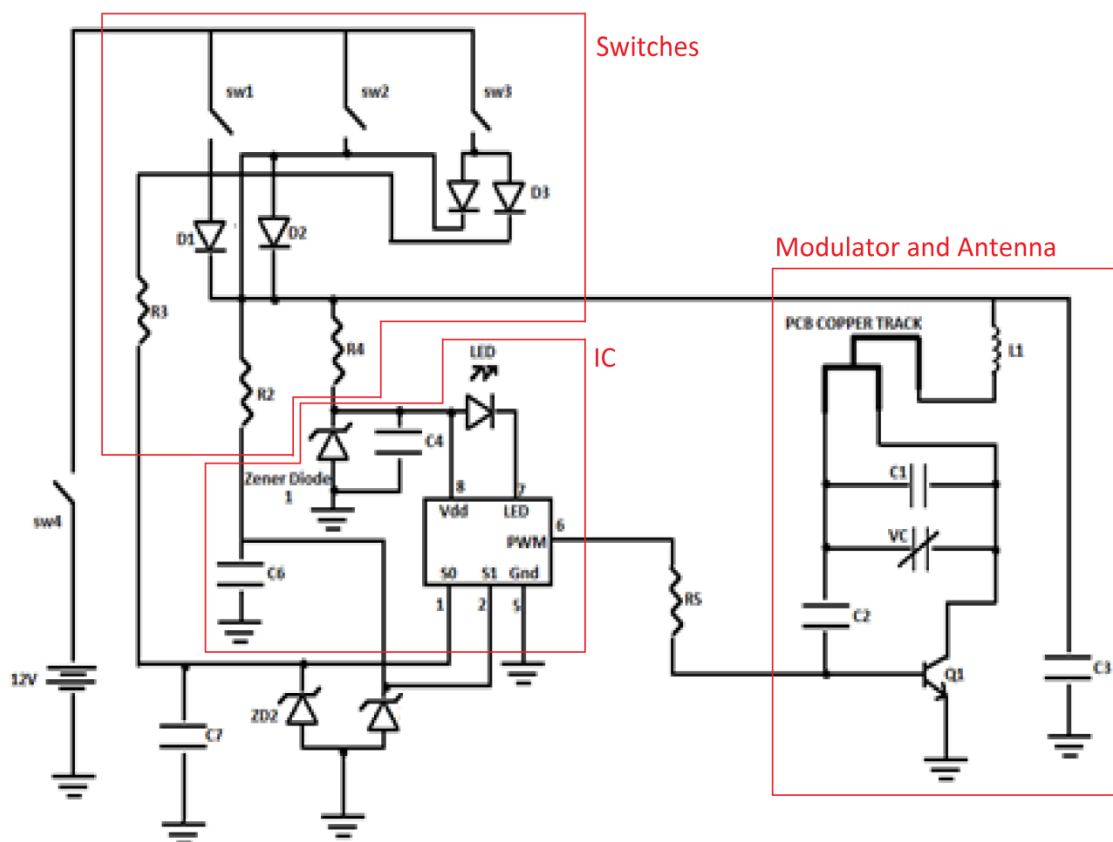 Switches
sw1
sw2
sw3
D3
D1
D2
Modulator and Antenna
R3
PCB COPPER TRACK
L1
R4
LED
IC
R2
C4
Zener Diode
1
C1
8
7
Vdd
LED
6
PWM
VC
sw4
C6
S0
S1
Gnd
R5
1
2
5
C2
12V
C3
Q1
ZD2
C7